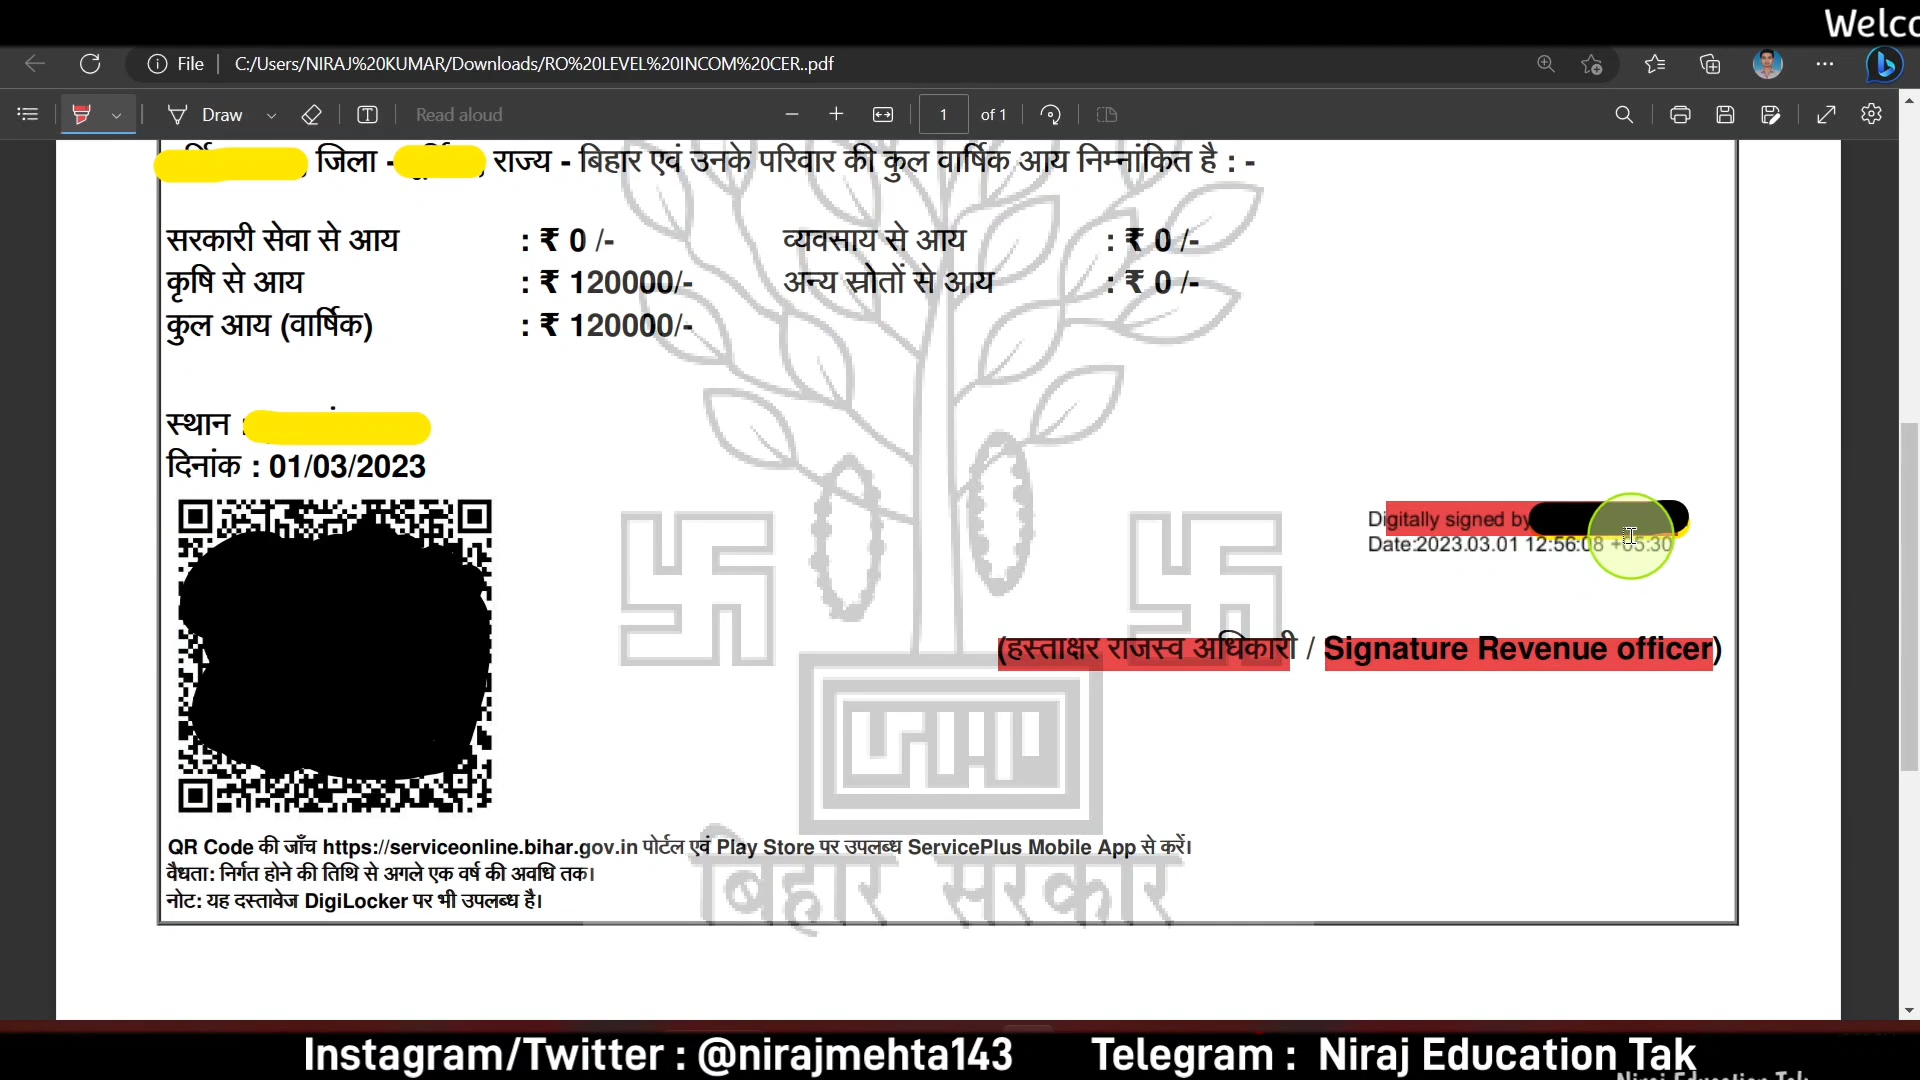 Welco
File
C:/Users/NIRAJ%20KUMAR/Downloads/RO%20LEVEL%20INCOM%20CER..pdf
Draw
Read aloud
1 of 1
जिला - राज्य - बिहार एवं उनके परिवार की कुल वार्षिक आय निम्नांकित है : -
सरकारी सेवा से आय : ₹ 0 /- व्यवसाय से आय : ₹ 0 /-
कृषि से आय : ₹ 120000/- अन्य स्रोतों से आय : ₹ 0 /-
कुल आय (वार्षिक) : ₹ 120000/-
स्थान :
दिनांक : 01/03/2023
Digitally signed by
Date:2023.03.01 12:56:08 +05:30
(हस्ताक्षर राजस्व अधिकारी / Signature Revenue officer)
QR Code की जाँच https://serviceonline.bihar.gov.in पोर्टल एवं Play Store पर उपलब्ध ServicePlus Mobile App से करें।
वैधता: निर्गत होने की तिथि से अगले एक वर्ष की अवधि तक।
नोट: यह दस्तावेज DigiLocker पर भी उपलब्ध है।
बिहार सरकार
Instagram/Twitter : @nirajmehta143 Telegram : Niraj Education Tak
Niraj Education Tak